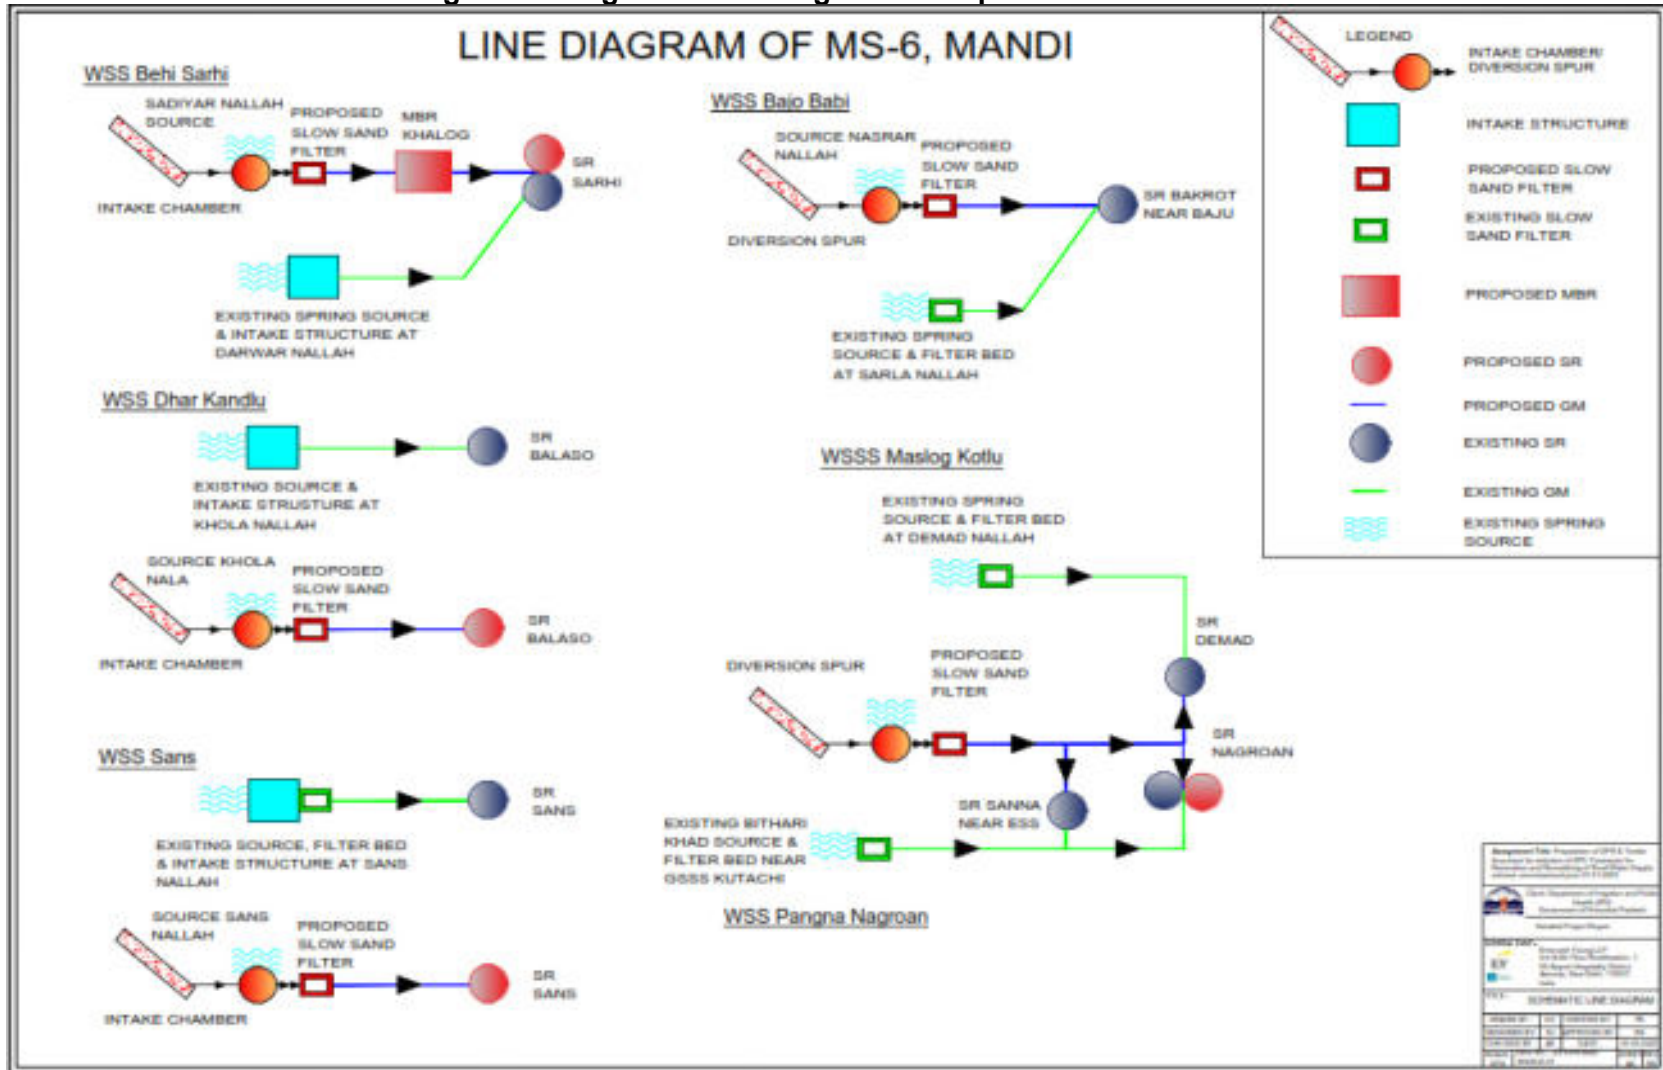 LINE DIAGRAM OF MS-6, MANDI
WSS Behi Sarhi
SADIYAR NALLAH
SOURCE
PROPOSED
SLOW SAND
FILTER
MBR
KHALOG
SR
SARHI
INTAKE CHAMBER
EXISTING SPRING SOURCE
& INTAKE STRUCTURE AT
DARWAR NALLAH
WSS Dhar Kandlu
SR
BALASO
EXISTING SOURCE &
INTAKE STRUSTURE AT
KHOLA NALLAH
SOURCE KHOLA
NALA
PROPOSED
SLOW SAND
FILTER
SR
BALASO
INTAKE CHAMBER
WSS Sans
SR
SANS
EXISTING SOURCE, FILTER BED
& INTAKE STRUCTURE AT SANS
NALLAH
SOURCE SANS
NALLAH
PROPOSED
SLOW SAND
FILTER
SR
SANS
INTAKE CHAMBER
WSS Bajo Babi
SOURCE NASRAR
NALLAH
PROPOSED
SLOW SAND
FILTER
SR BAKROT
NEAR BAJU
DIVERSION SPUR
EXISTING SPRING
SOURCE & FILTER BED
AT SARLA NALLAH
WSSS Maslog Kotlu
EXISTING SPRING
SOURCE & FILTER BED
AT DEMAD NALLAH
SR
DEMAD
DIVERSION SPUR
PROPOSED
SLOW SAND
FILTER
SR
NAGROAN
SR SANNA
NEAR ESS
EXISTING BITHARI
KHAD SOURCE &
FILTER BED NEAR
GSSS KUTACHI
WSS Pangna Nagroan
LEGEND
INTAKE CHAMBER/
DIVERSION SPUR
INTAKE STRUCTURE
PROPOSED SLOW
SAND FILTER
EXISTING SLOW
SAND FILTER
PROPOSED MBR
PROPOSED SR
PROPOSED GM
EXISTING SR
EXISTING GM
EXISTING SPRING
SOURCE
SCHEMATIC LINE DIAGRAM